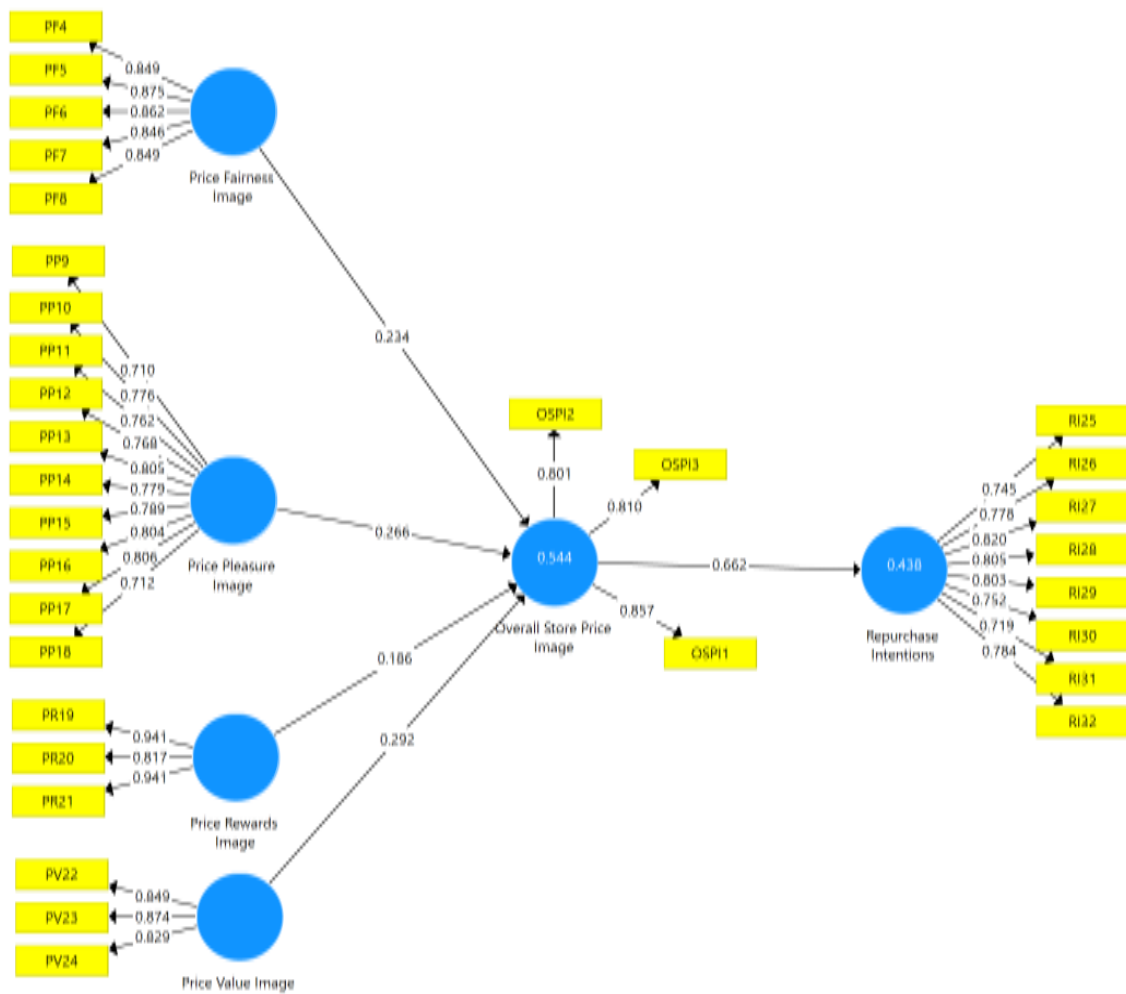 PF4
PF5
PF6
PF7
PF8
0.849
0.875
0.862
0.846
0.849
Price Fairness
Image
PP9
PP10
PP11
PP12
PP13
PP14
PP15
PP16
PP17
PP18
0.710
0.776
0.762
0.768
0.805
0.779
0.789
0.804
0.806
0.712
Price Pleasure
Image
PR19
PR20
PR21
0.941
0.817
0.941
Price Rewards
Image
PV22
PV23
PV24
0.849
0.874
0.829
Price Value Image
0.234
0.266
0.186
0.292
OSPI2
OSPI3
OSPI1
0.801
0.810
0.857
0.544
Overall Store Price
Image
0.662
0.438
Repurchase
Intentions
0.745
0.778
0.820
0.805
0.803
0.752
0.719
0.784
RI25
RI26
RI27
RI28
RI29
RI30
RI31
RI32